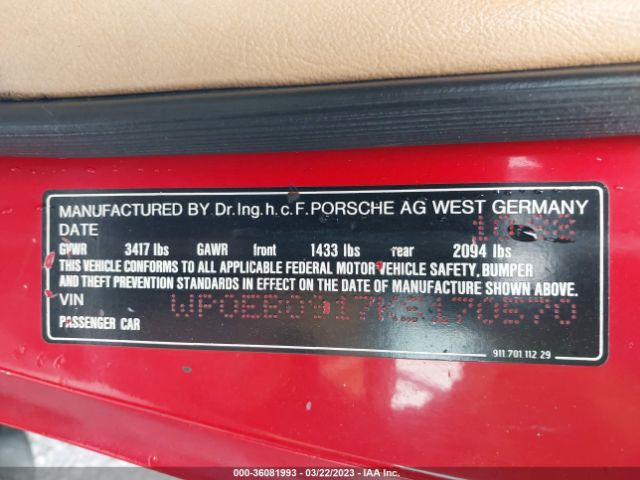 MANUFACTURED BY Dr.Ing.h.c.F.PORSCHE AG WEST GERMANY
DATE 10/88
GVWR 3417 lbs GAWR front 1433 lbs rear 2094 lbs
THIS VEHICLE CONFORMS TO ALL APPLICABLE FEDERAL MOTOR VEHICLE SAFETY, BUMPER
AND THEFT PREVENTION STANDARDS IN EFFECT ON THE DATE OF MANUFACTURE SHOWN ABOVE.
VIN WP0EB0917KS170570
PASSENGER CAR
911 701 112 29
000-36081993 / 03/22/2023 / IAA Inc.